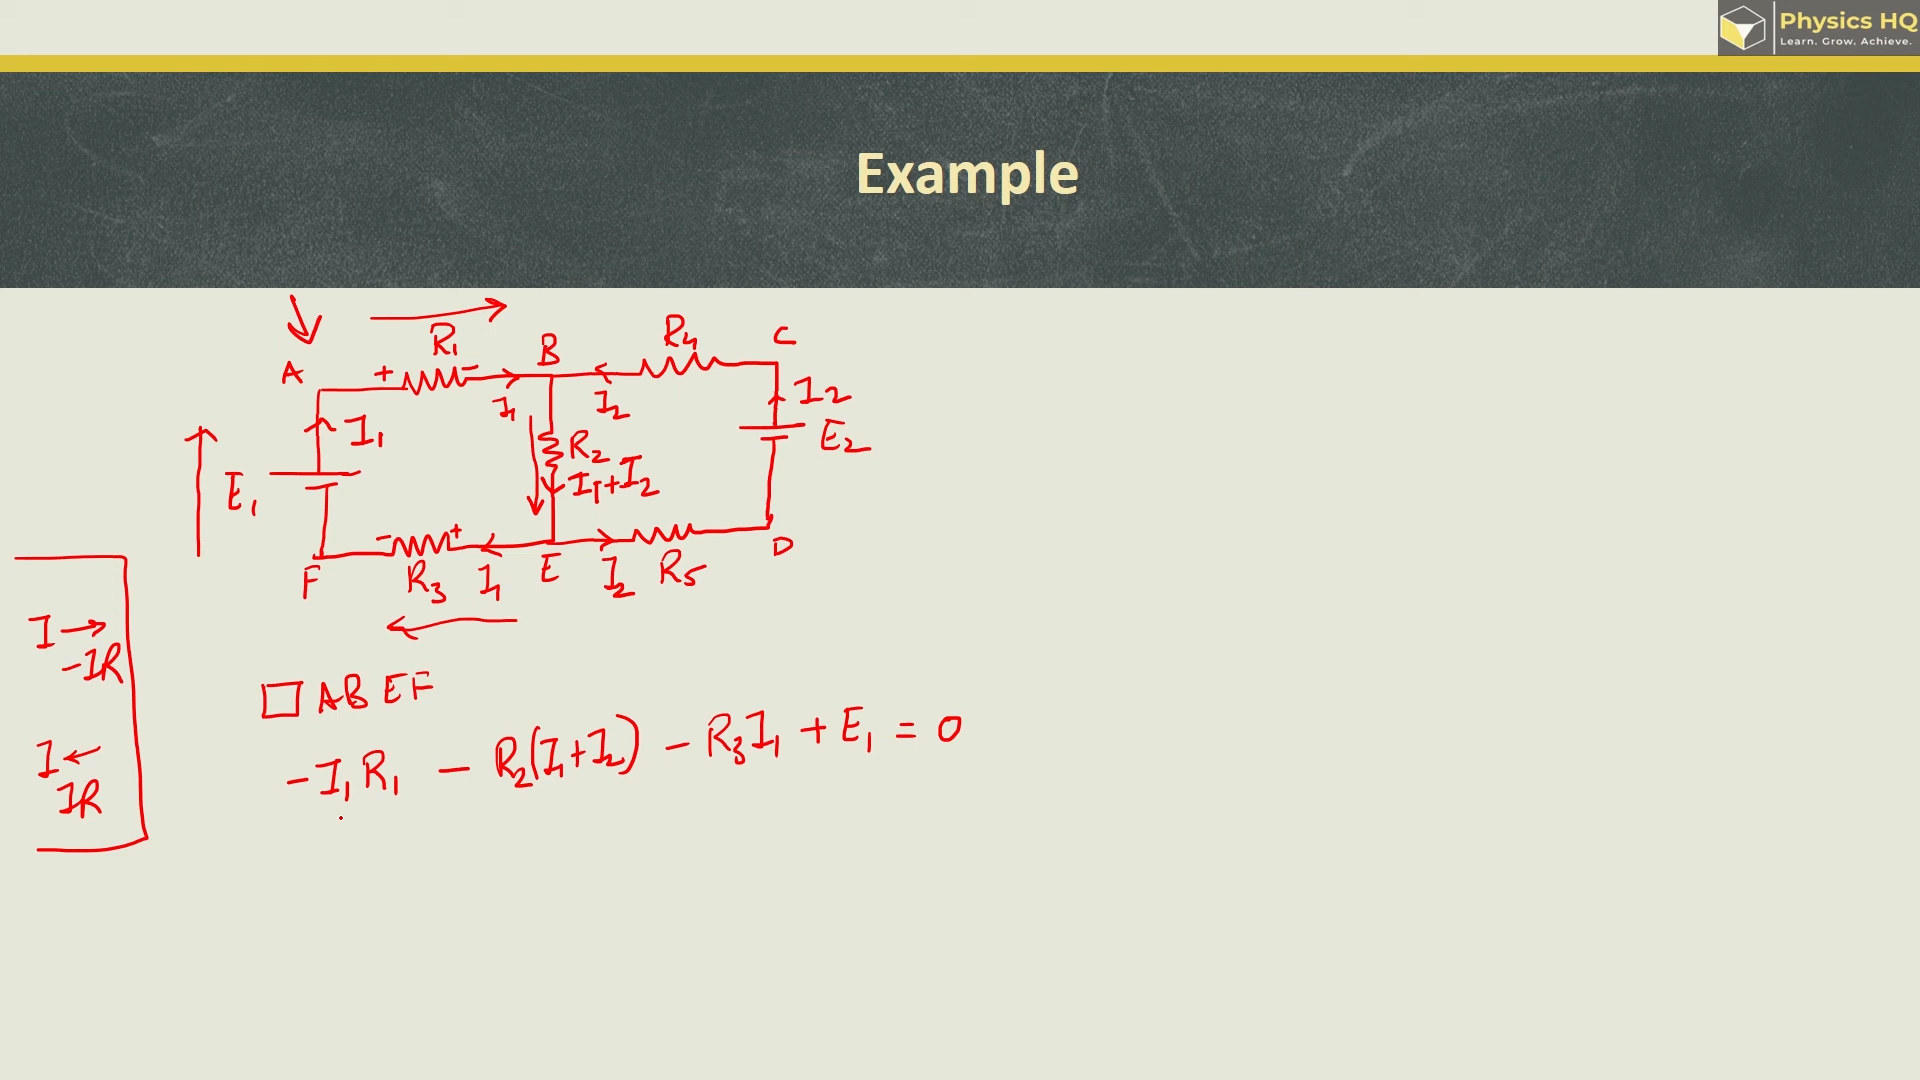 Physics HQ
Learn. Grow. Achieve.
Example
A
+
R₁
−
B
R₄
C
I₁
I₁
I₂
I₂
E₁
R₂
I₁+I₂
E₂
−
+
F
R₃
I₁
E
I₂
R₅
D
I →
−IR
I ←
IR
□ ABEF
−I₁R₁ − R₂(I₁+I₂) − R₃I₁ + E₁ = 0